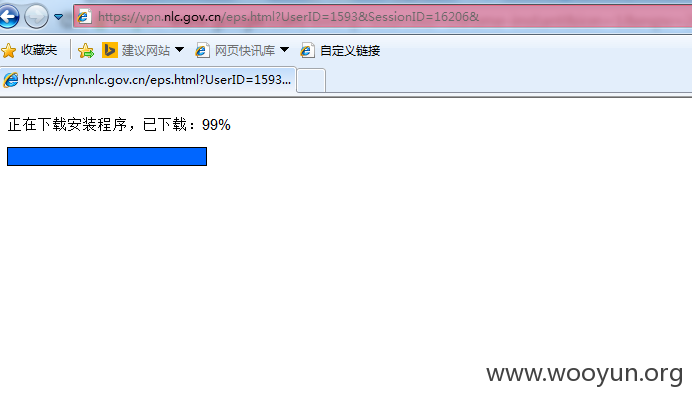 https://vpn.nlc.gov.cn/eps.html?UserID=1593&SessionID=16206&
收藏夹 建议网站 网页快讯库 自定义链接
https://vpn.nlc.gov.cn/eps.html?UserID=1593...
正在下载安装程序，已下载：99%
www.wooyun.org